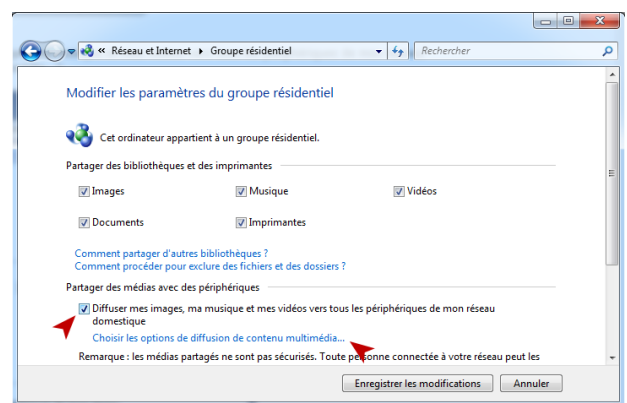 « Réseau et Internet ▸ Groupe résidentiel
Rechercher
Modifier les paramètres du groupe résidentiel
Cet ordinateur appartient à un groupe résidentiel.
Partager des bibliothèques et des imprimantes
Images Musique Vidéos
Documents Imprimantes
Comment partager d'autres bibliothèques ?
Comment procéder pour exclure des fichiers et des dossiers ?
Partager des médias avec des périphériques
Diffuser mes images, ma musique et mes vidéos vers tous les périphériques de mon réseau
domestique
Choisir les options de diffusion de contenu multimédia...
Remarque : les médias partagés ne sont pas sécurisés. Toute personne connectée à votre réseau peut les
Enregistrer les modifications Annuler